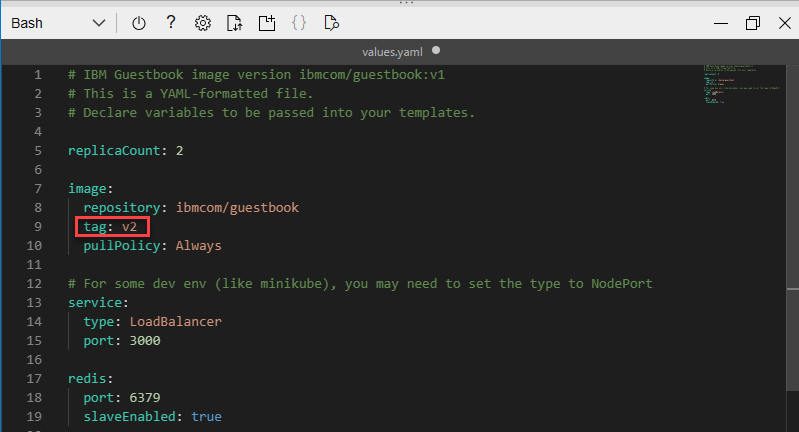 Bash
values.yaml
1 # IBM Guestbook image version ibmcom/guestbook:v1
2 # This is a YAML-formatted file.
3 # Declare variables to be passed into your templates.
4
5 replicaCount: 2
6
7 image:
8   repository: ibmcom/guestbook
9   tag: v2
10   pullPolicy: Always
11
12 # For some dev env (like minikube), you may need to set the type to NodePort
13 service:
14   type: LoadBalancer
15   port: 3000
16
17 redis:
18   port: 6379
19   slaveEnabled: true